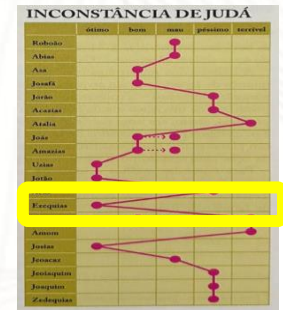 INCONSTÂNCIA DE JUDÁ
ótimo bom mau péssimo terrível
Roboão
Abias
Asa
Josafá
Jorão
Acazias
Atalia
Joás
Amazias
Uzias
Jotão
Ezequias
Amom
Josias
Jeoacaz
Jeoiaquim
Joaquim
Zedequias